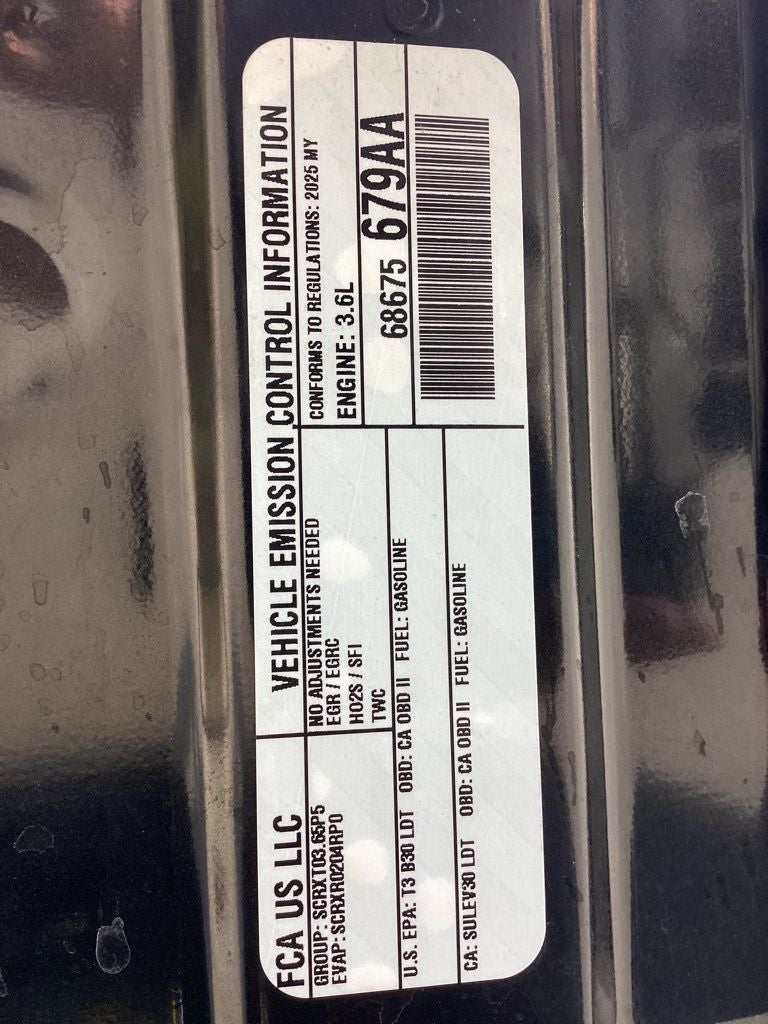 FCA US LLC
VEHICLE EMISSION CONTROL INFORMATION
GROUP: SCRXT03.65P5
EVAP: SCRXR0204RP0
NO ADJUSTMENTS NEEDED
EGR / EGRC
HO2S / SFI
TWC
CONFORMS TO REGULATIONS: 2025 MY
ENGINE: 3.6L
68675 679AA
U.S. EPA: T3 B30 LDT OBD: CA OBD II FUEL: GASOLINE
CA: SULEV30 LDT OBD: CA OBD II FUEL: GASOLINE